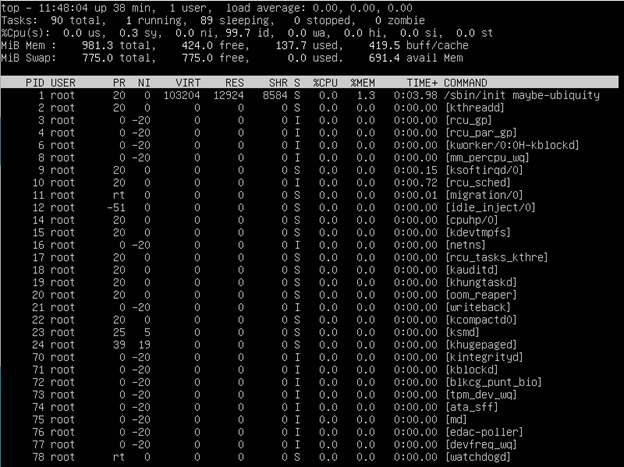 top - 11:48:04 up 38 min,  1 user,  load average: 0.00, 0.00, 0.00
Tasks:  90 total,   1 running,  89 sleeping,   0 stopped,   0 zombie
%Cpu(s):  0.0 us,  0.3 sy,  0.0 ni, 99.7 id,  0.0 wa,  0.0 hi,  0.0 si,  0.0 st
MiB Mem :    981.3 total,    424.0 free,    137.7 used,    419.5 buff/cache
MiB Swap:    775.0 total,    775.0 free,      0.0 used.    691.4 avail Mem
PID USER      PR  NI    VIRT    RES    SHR S  %CPU  %MEM     TIME+ COMMAND
1 root      20   0  103204  12924   8584 S   0.0   1.3   0:03.98 /sbin/init maybe-ubiquity
2 root      20   0       0      0      0 S   0.0   0.0   0:00.00 [kthreadd]
3 root       0 -20       0      0      0 I   0.0   0.0   0:00.00 [rcu_gp]
4 root       0 -20       0      0      0 I   0.0   0.0   0:00.00 [rcu_par_gp]
6 root       0 -20       0      0      0 I   0.0   0.0   0:00.00 [kworker/0:0H-kblockd]
8 root       0 -20       0      0      0 I   0.0   0.0   0:00.00 [mm_percpu_wq]
9 root      20   0       0      0      0 S   0.0   0.0   0:00.15 [ksoftirqd/0]
10 root      20   0       0      0      0 I   0.0   0.0   0:00.72 [rcu_sched]
11 root      rt   0       0      0      0 S   0.0   0.0   0:00.01 [migration/0]
12 root     -51   0       0      0      0 S   0.0   0.0   0:00.00 [idle_inject/0]
14 root      20   0       0      0      0 S   0.0   0.0   0:00.00 [cpuhp/0]
15 root      20   0       0      0      0 S   0.0   0.0   0:00.00 [kdevtmpfs]
16 root       0 -20       0      0      0 I   0.0   0.0   0:00.00 [netns]
17 root      20   0       0      0      0 S   0.0   0.0   0:00.00 [rcu_tasks_kthre]
18 root      20   0       0      0      0 S   0.0   0.0   0:00.00 [kauditd]
19 root      20   0       0      0      0 S   0.0   0.0   0:00.00 [khungtaskd]
20 root      20   0       0      0      0 S   0.0   0.0   0:00.00 [oom_reaper]
21 root       0 -20       0      0      0 I   0.0   0.0   0:00.00 [writeback]
22 root      20   0       0      0      0 S   0.0   0.0   0:00.00 [kcompactd0]
23 root      25   5       0      0      0 S   0.0   0.0   0:00.00 [ksmd]
24 root      39  19       0      0      0 S   0.0   0.0   0:00.00 [khugepaged]
70 root       0 -20       0      0      0 I   0.0   0.0   0:00.00 [kintegrityd]
71 root       0 -20       0      0      0 I   0.0   0.0   0:00.00 [kblockd]
72 root       0 -20       0      0      0 I   0.0   0.0   0:00.00 [blkcg_punt_bio]
73 root       0 -20       0      0      0 I   0.0   0.0   0:00.00 [tpm_dev_wq]
74 root       0 -20       0      0      0 I   0.0   0.0   0:00.00 [ata_sff]
75 root       0 -20       0      0      0 I   0.0   0.0   0:00.00 [md]
76 root       0 -20       0      0      0 I   0.0   0.0   0:00.00 [edac-poller]
77 root       0 -20       0      0      0 I   0.0   0.0   0:00.00 [devfreq_wq]
78 root      rt   0       0      0      0 S   0.0   0.0   0:00.00 [watchdogd]